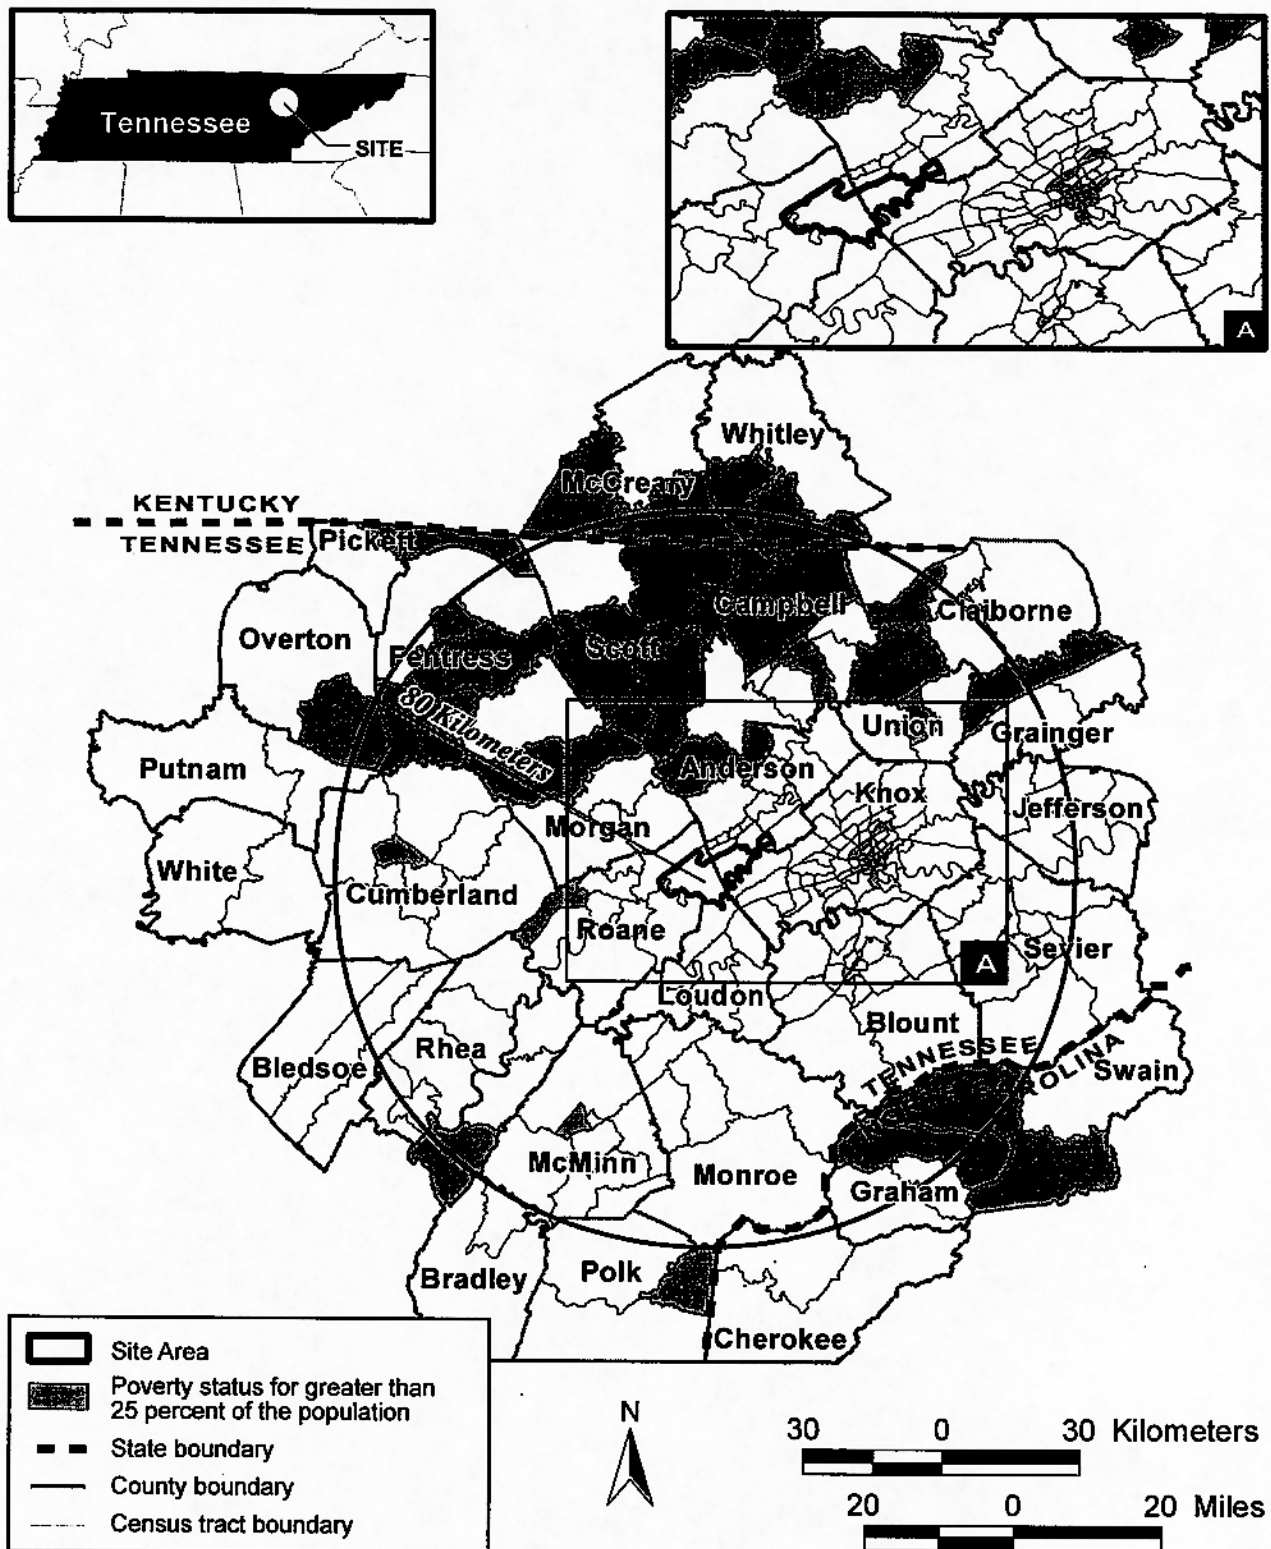 Tennessee
SITE
A
Whitley
McCreary
KENTUCKY
TENNESSEE
Pickett
Campbell
Claiborne
Overton
Fentress
Scott
80 Kilometers
Union
Grainger
Putnam
Anderson
Knox
Jefferson
Morgan
White
Cumberland
Roane
Sevier
A
Loudon
Blount
Rhea
TENNESSEE
OLINA
Bledsoe
Swain
McMinn
Monroe
Graham
Bradley
Polk
Cherokee
Site Area
Poverty status for greater than
25 percent of the population
State boundary
County boundary
Census tract boundary
N
30 0 30 Kilometers
20 0 20 Miles